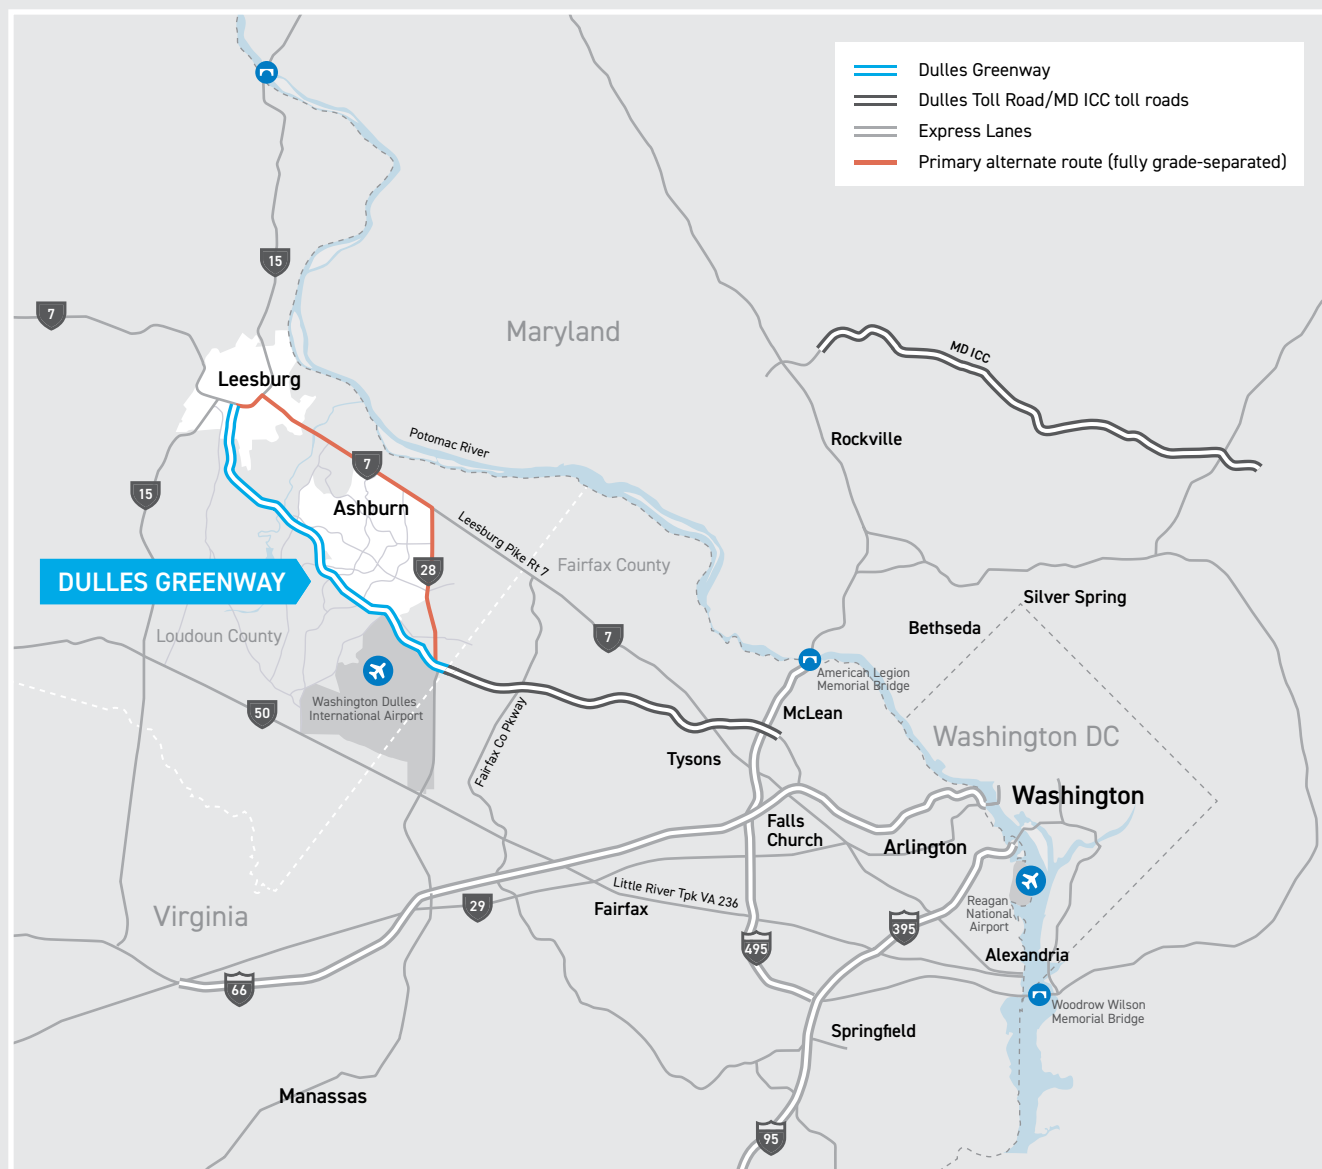 Dulles Greenway
Dulles Toll Road/MD ICC toll roads
Express Lanes
Primary alternate route (fully grade-separated)
15
7
Maryland
MD ICC
Leesburg
Rockville
Potomac River
7
15
Ashburn
Leesburg Pike Rt 7
Fairfax County
28
DULLES GREENWAY
Silver Spring
Bethseda
Loudoun County
7
American Legion
Memorial Bridge
Washington Dulles
International Airport
50
McLean
Fairfax Co Pkway
Washington DC
Tysons
Washington
Falls
Church
Arlington
Little River Tpk VA 236
29
Fairfax
Virginia
Reagan
National
Airport
395
495
Alexandria
66
Woodrow Wilson
Memorial Bridge
Springfield
Manassas
95